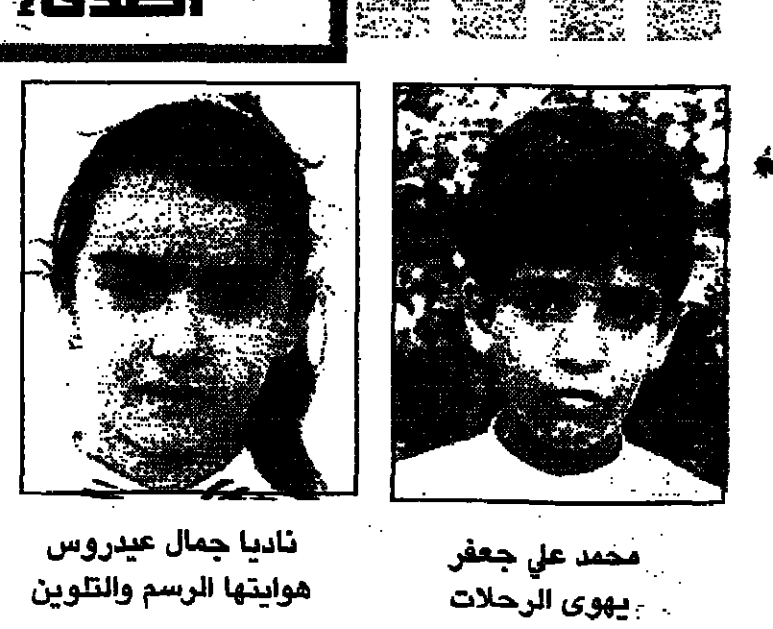 محمد علي جعفر
يهوى الرحلات
ناديا جمال عيدروس
هوايتها الرسم والتلوين